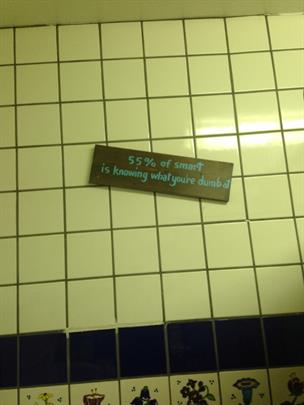 55% of smart
is knowing what you're dumb at